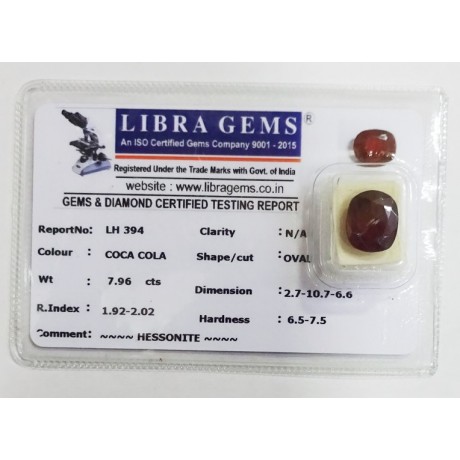 LIBRA GEMS ®
An ISO Certified Gems Company 9001 - 2015
Registered Under the Trade Marks with Govt. of India
website : www.libragems.co.in
GEMS & DIAMOND CERTIFIED TESTING REPORT
ReportNo: LH 394 Clarity : N/A
Colour : COCA COLA Shape/cut : OVAL
Wt : 7.96 cts Dimension : 2.7-10.7-6.6
R.Index : 1.92-2.02 Hardness : 6.5-7.5
Comment: ~~~~ HESSONITE ~~~~